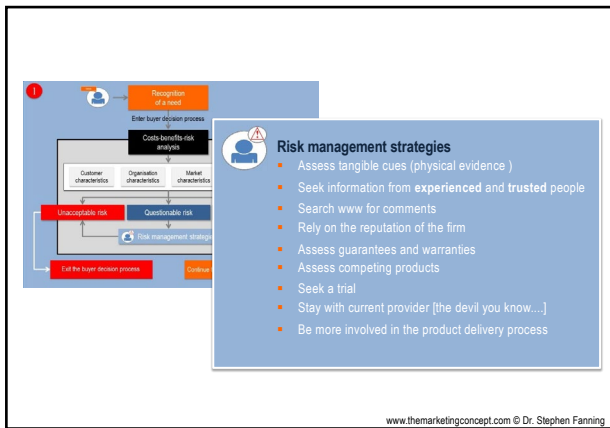 1
Recognition
of a need
Enter buyer decision process
Costs-benefits-risk
analysis
Customer
characteristics
Organisation
characteristics
Market
characteristics
Unacceptable risk
Questionable risk
Risk management strategie
Exit the buyer decision process
Continue
Risk management strategies
Assess tangible cues (physical evidence )
Seek information from experienced and trusted people
Search www for comments
Rely on the reputation of the firm
Assess guarantees and warranties
Assess competing products
Seek a trial
Stay with current provider [the devil you know....]
Be more involved in the product delivery process
www.themarketingconcept.com © Dr. Stephen Fanning